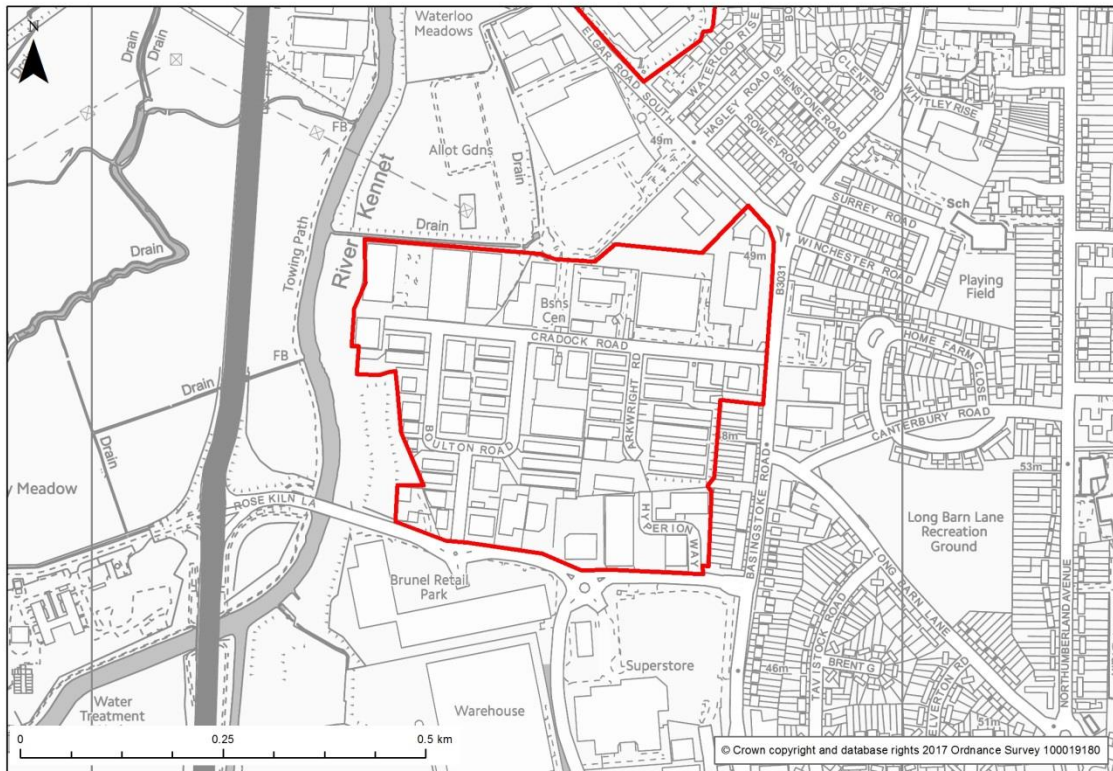 Waterloo
Meadows
N
Drain
Drain
Drain
ELGAR ROAD SOUTH
WATERLOO RISE
HAGLEY ROAD
SHENSTONE ROAD
ROWLEY ROAD
CLENT
RD
WHITLEY RISE
FB
Allot Gdns
Drain
49m
River Kennet
Towing Path
Drain
Drain
Sch
SURREY ROAD
WINCHESTER ROAD
49m
B3031
Playing
Field
Bsns
Cen
CRADOCK ROAD
ARKWRIGHT RD
HOME FARM
CLOSE
CANTERBURY ROAD
FB
Drain
Drain
BOULTON ROAD
BASINGSTOKE ROAD
53m
y Meadow
ROSE KILN LA
HYPERION
WAY
Long Barn Lane
Recreation
Ground
LONG BARN LANE
NORTHUMBERLAND AVENUE
Brunel Retail
Park
TAVISTOCK ROAD
BRENT G
YELVERTON RD
Superstore
46m
51m
Water
Treatment
Warehouse
0 0.25 0.5 km
© Crown copyright and database rights 2017 Ordnance Survey 100019180